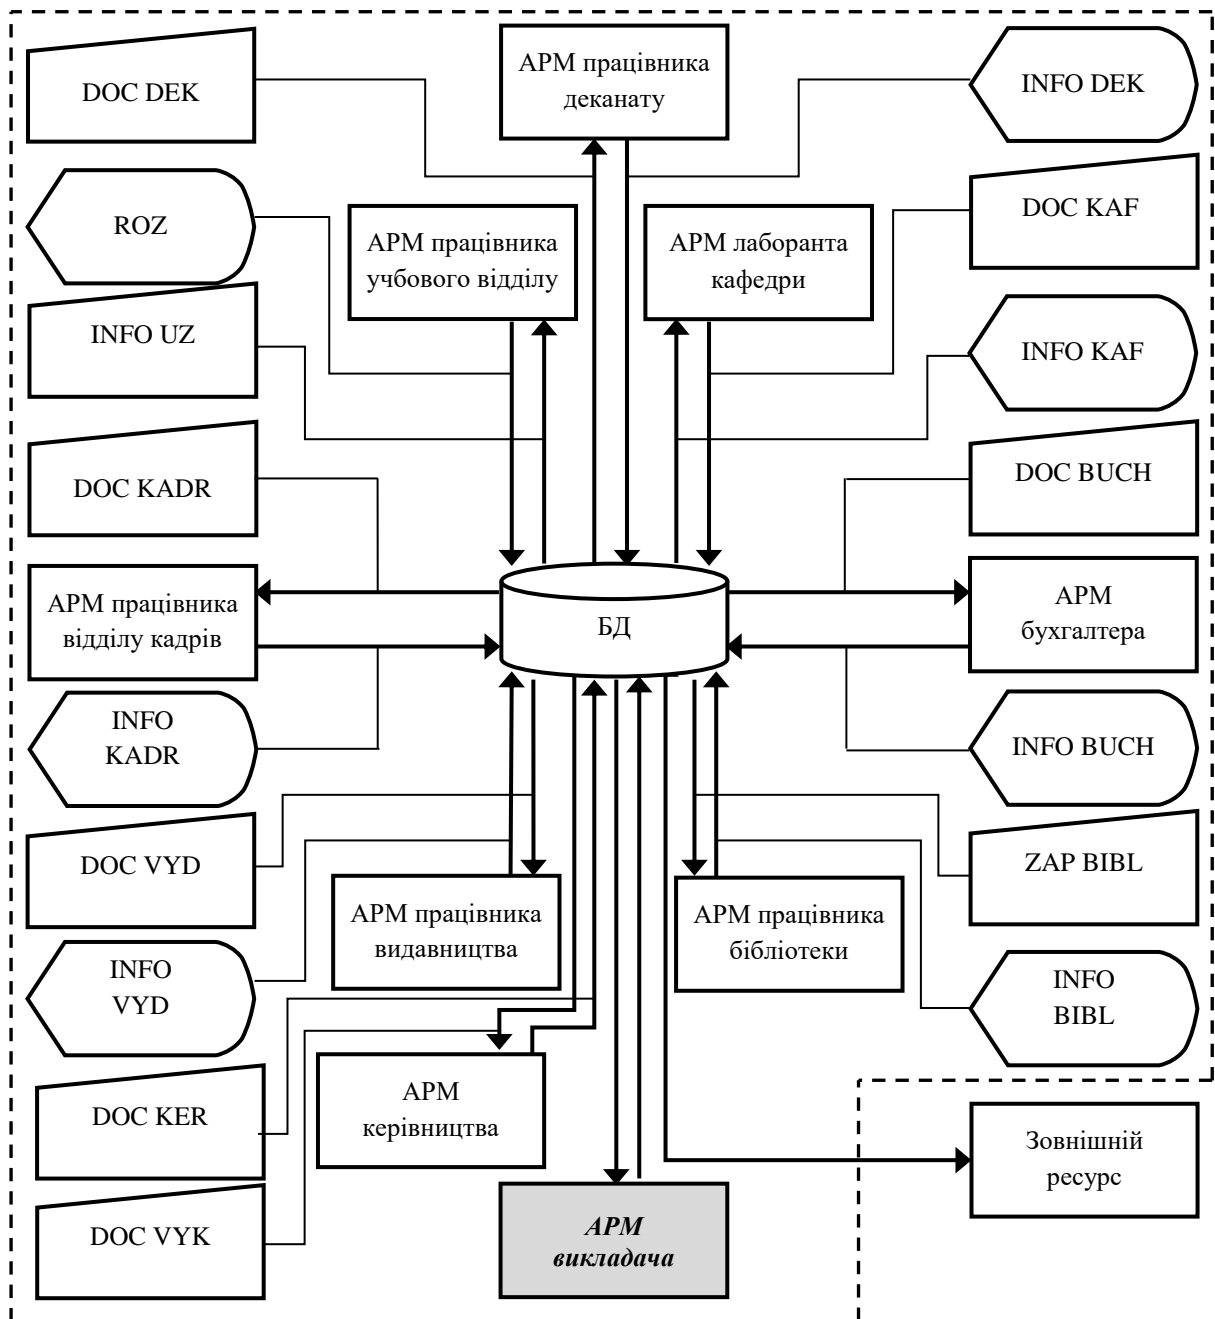 DOC DEK
АРМ працівника
деканату
INFO DEK
ROZ
АРМ працівника
учбового відділу
АРМ лаборанта
кафедри
DOC KAF
INFO UZ
INFO KAF
DOC KADR
DOC BUCH
АРМ працівника
відділу кадрів
БД
АРМ
бухгалтера
INFO
KADR
INFO BUCH
DOC VYD
ZAP BIBL
АРМ працівника
видавництва
АРМ працівника
бібліотеки
INFO
VYD
INFO
BIBL
DOC KER
АРМ
керівництва
Зовнішній
ресурс
DOC VYK
АРМ
викладача